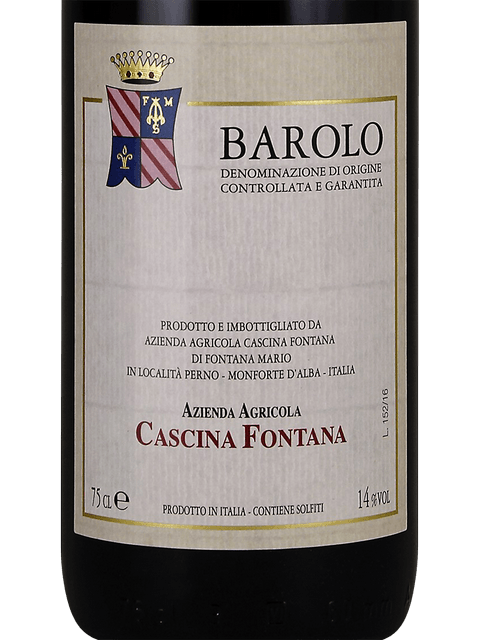 F M
S
BAROLO
DENOMINAZIONE DI ORIGINE
CONTROLLATA E GARANTITA
PRODOTTO E IMBOTTIGLIATO DA
AZIENDA AGRICOLA CASCINA FONTANA
DI FONTANA MARIO
IN LOCALITÀ PERNO - MONFORTE D'ALBA - ITALIA
L. 152/16
AZIENDA AGRICOLA
CASCINA FONTANA
75 CL e
14 % VOL
PRODOTTO IN ITALIA - CONTIENE SOLFITI